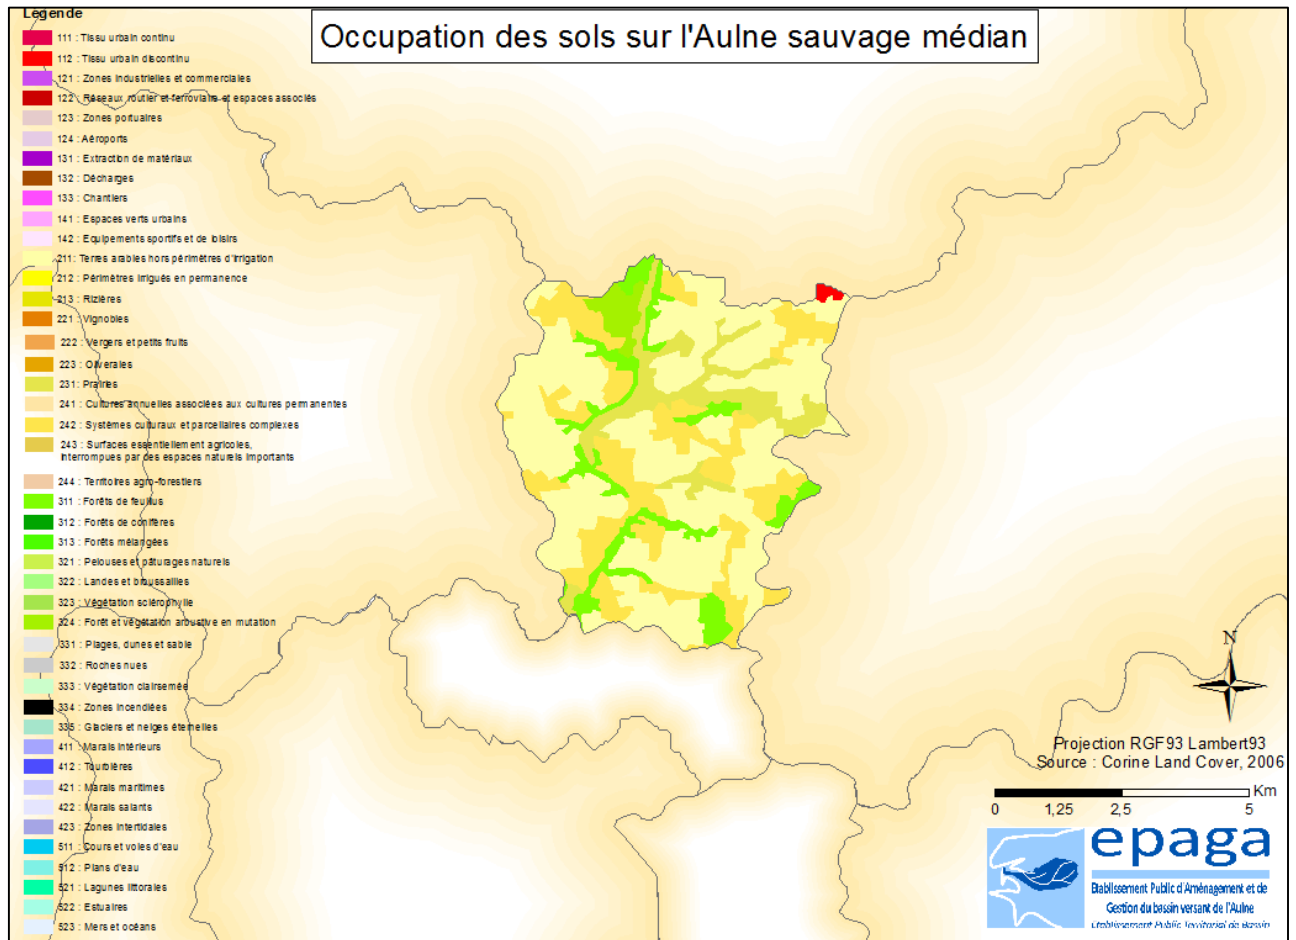 Légende
Occupation des sols sur l'Aulne sauvage médian
111 : Tissu urbain continu
112 : Tissu urbain discontinu
121 : Zones industrielles et commerciales
122 : Réseaux routier et ferroviaire et espaces associés
123 : Zones portuaires
124 : Aéroports
131 : Extraction de matériaux
132 : Décharges
133 : Chantiers
141 : Espaces verts urbains
142 : Equipements sportifs et de loisirs
211: Terres arables hors périmètres d'irrigation
212 : Périmètres irrigués en permanence
213 : Rizières
221 : Vignobles
222 : Vergers et petits fruits
223 : Oliveraies
231 : Prairies
241 : Cultures annuelles associées aux cultures permanentes
242 : Systèmes culturaux et parcellaires complexes
243 : Surfaces essentiellement agricoles,
interrompues par des espaces naturels importants
244 : Territoires agro-forestiers
311 : Forêts de feuillus
312 : Forêts de conifères
313 : Forêts mélangées
321 : Pelouses et pâturages naturels
322 : Landes et broussailles
323 : Végétation sclérophylle
324 : Forêt et végétation arbustive en mutation
331 : Plages, dunes et sable
332 : Roches nues
333 : Végétation clairsemée
334 : Zones incendiées
335 : Glaciers et neiges éternelles
411 : Marais intérieurs
412 : Tourbières
421 : Marais maritimes
422 : Marais salants
423 : Zones intertidales
511 : Cours et voies d'eau
512 : Plans d'eau
521 : Lagunes littorales
522 : Estuaires
523 : Mers et océans
N
Projection RGF93 Lambert93
Source : Corine Land Cover, 2006
Km
0 1,25 2,5 5
epaga
Etablissement Public d'Aménagement et de
Gestion du bassin versant de l'Aulne
Etablissement Public Territorial de Bassin